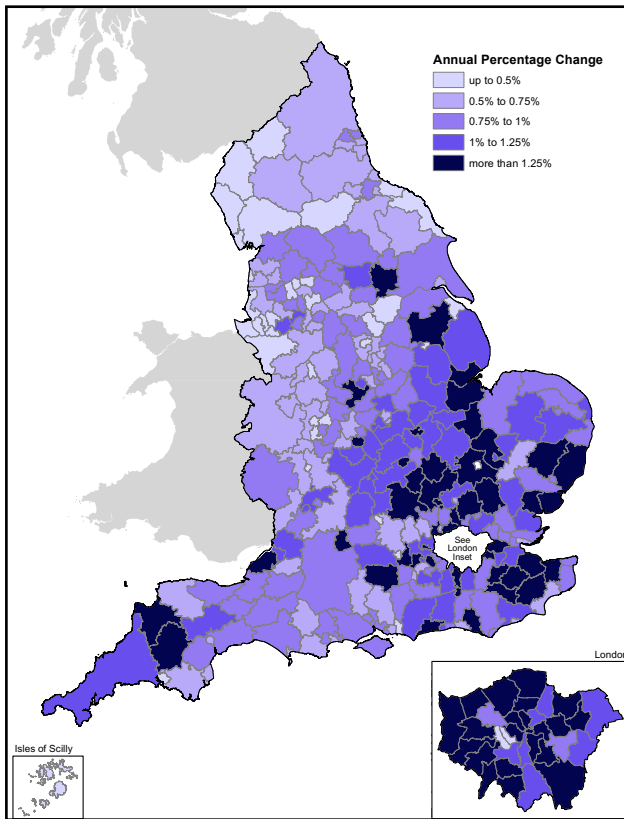 Annual Percentage Change
up to 0.5%
0.5% to 0.75%
0.75% to 1%
1% to 1.25%
more than 1.25%
See
London
Inset
London
Isles of Scilly